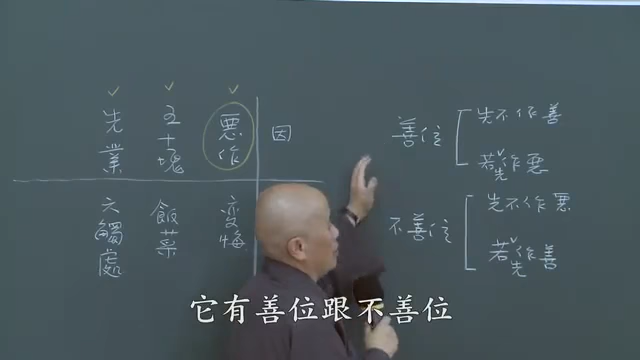 因
惡作
五十塊
先業
变悔
飯菜
六觸處
善位
先不作善
若先作惡
不善位
先不作惡
若先作善
它有善位跟不善位